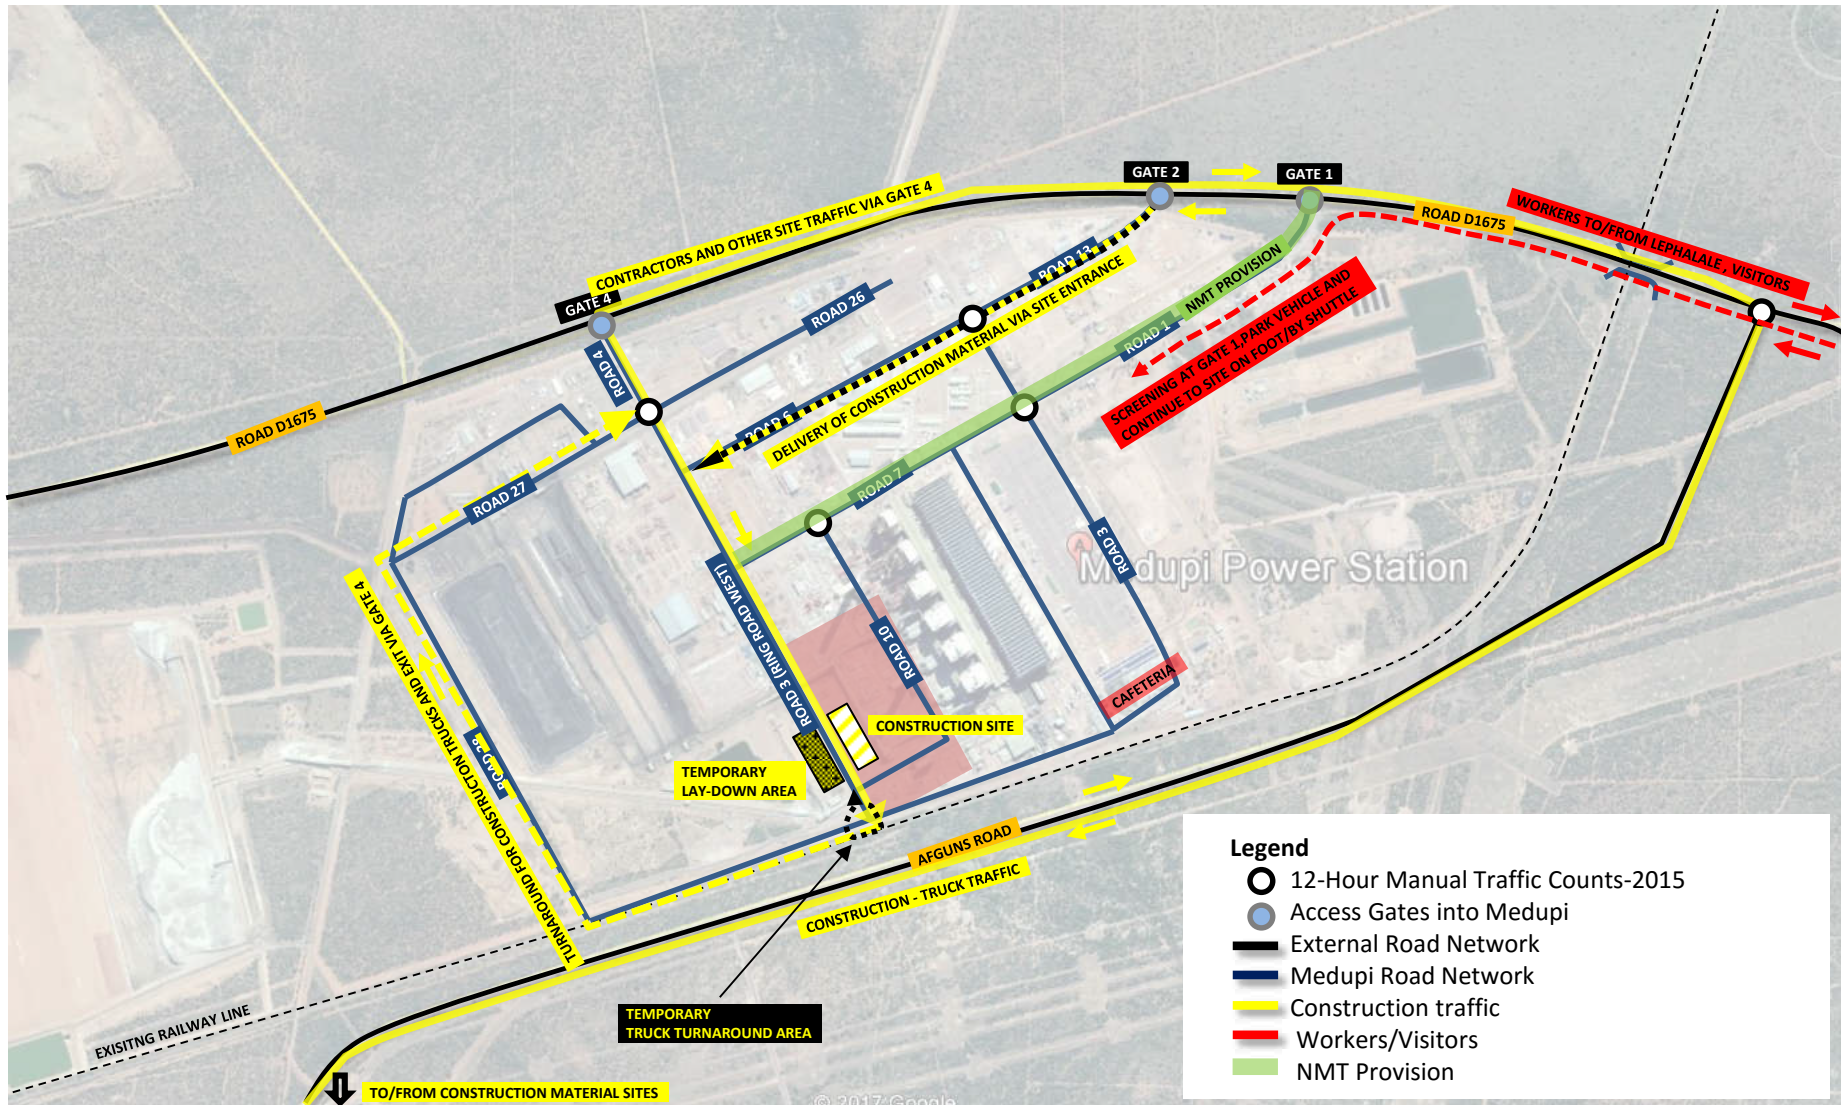 GATE 2
GATE 1
WORKERS TO/FROM LEPHALALE , VISITORS
ROAD D1675
CONTRACTORS AND OTHER SITE TRAFFIC VIA GATE 4
GATE 4
ROAD 13
NMT PROVISION
ROAD 26
ROAD 4
ROAD 1
SCREENING AT GATE 1,PARK VEHICLE AND
CONTINUE TO SITE ON FOOT/BY SHUTTLE
DELIVERY OF CONSTRUCTION MATERIAL VIA SITE ENTRANCE
ROAD 6
ROAD D1675
ROAD 27
ROAD 7
ROAD 3
Medupi Power Station
ROAD 3 (RING ROAD WEST)
ROAD 10
CAFETERIA
TURNAROUND FOR CONSTRUCTON TRUCKS AND EXIT VIA GATE 4
CONSTRUCTION SITE
TEMPORARY
LAY-DOWN AREA
AFGUNS ROAD
CONSTRUCTION - TRUCK TRAFFIC
TEMPORARY
TRUCK TURNAROUND AREA
EXISITNG RAILWAY LINE
TO/FROM CONSTRUCTION MATERIAL SITES
© 2017 Google
Legend
12-Hour Manual Traffic Counts-2015
Access Gates into Medupi
External Road Network
Medupi Road Network
Construction traffic
Workers/Visitors
NMT Provision